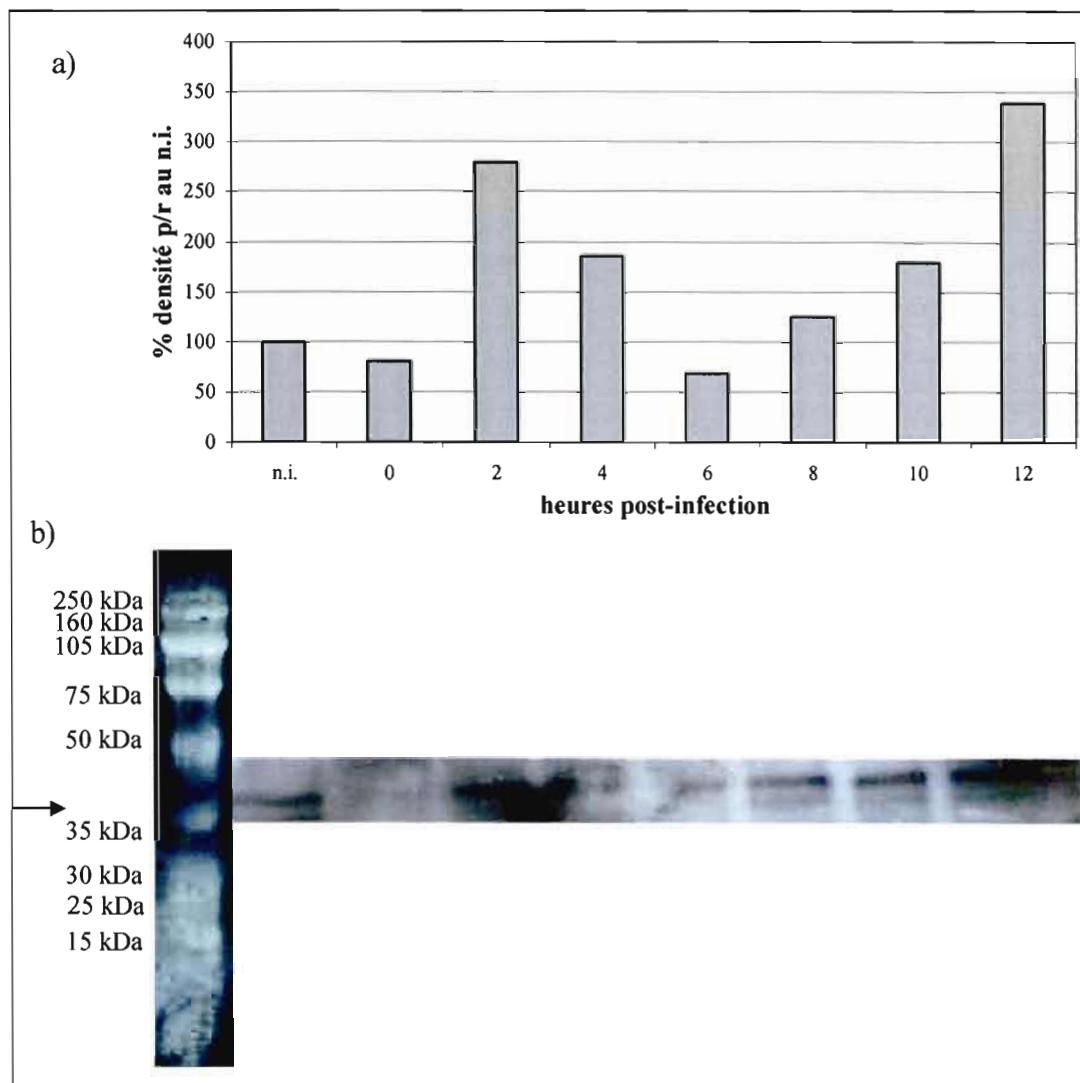 a)
400
350
300
250
200
150
100
50
0
% densité p/r au n.i.
n.i. 0 2 4 6 8 10 12
heures post-infection
b)
250 kDa
160 kDa
105 kDa
75 kDa
50 kDa
35 kDa
30 kDa
25 kDa
15 kDa